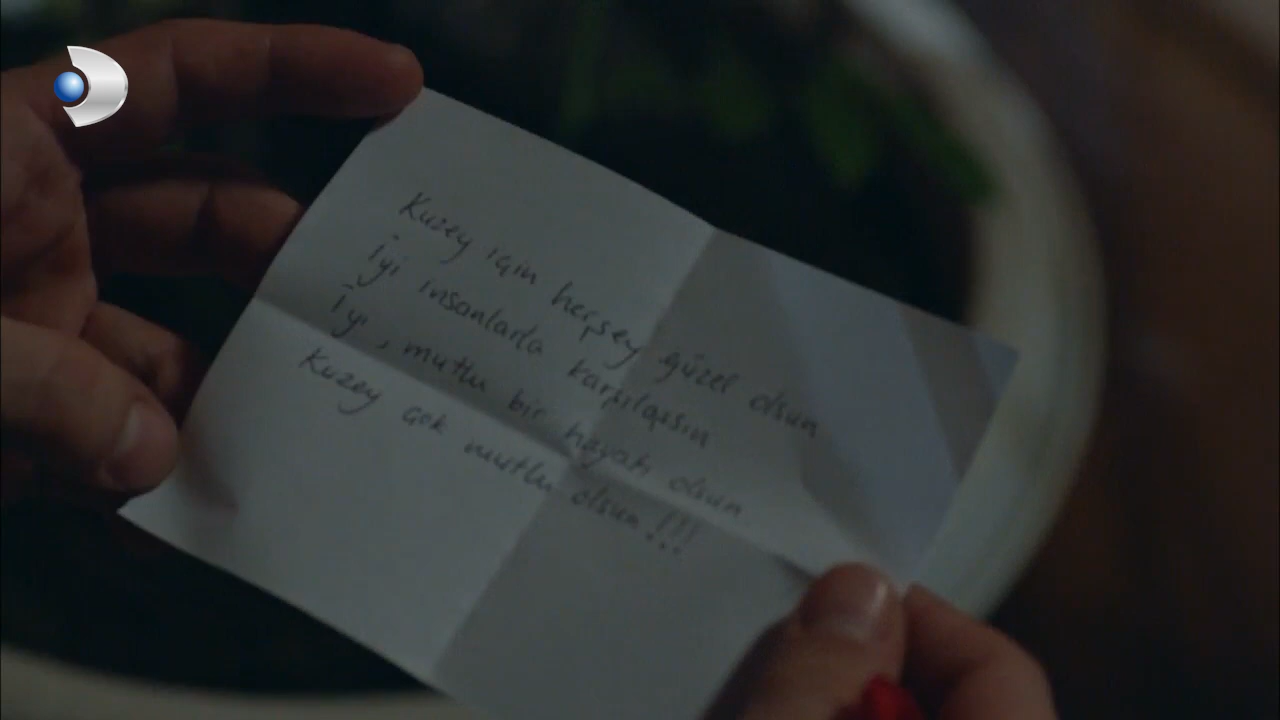 Kuzey için herşey güzel olsun
İyi insanlarla karşılaşsın
İyi, mutlu bir hayatı olsun
Kuzey çok mutlu olsun!!!